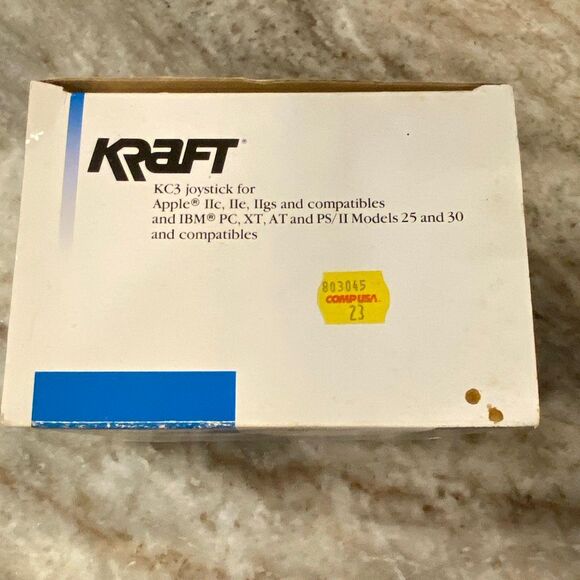 KRAFT®
KC3 joystick for
Apple® IIc, IIe, IIgs and compatibles
and IBM® PC, XT, AT and PS/II Models 25 and 30
and compatibles
803045
COMPUSA
23